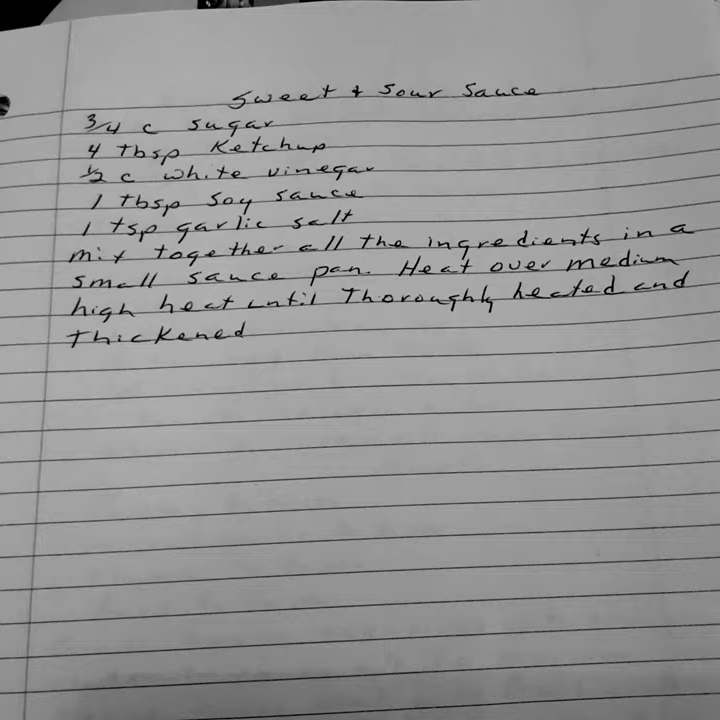 Sweet + Sour Sauce
3/4 c sugar
4 tbsp Ketchup
1/2 c white vinegar
1 tbsp soy sauce
1 tsp garlic salt
mix together all the ingredients in a
small sauce pan. Heat over medium
high heat until Thoroughly heated and
Thickened